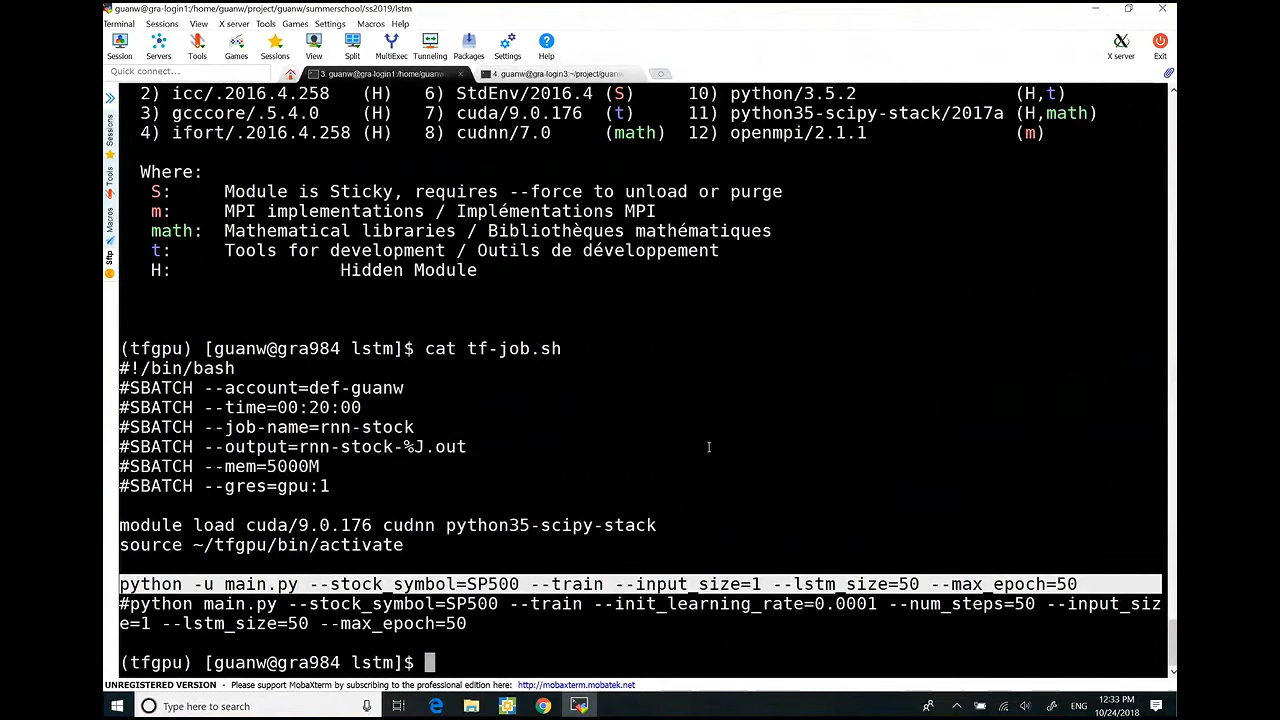 guanw@gra-login1:/home/guanw/project/guanw/summerschool/ss2019/lstm
Terminal Sessions View X server Tools Games Settings Macros Help
Session Servers Tools Games Sessions View Split MultiExec Tunneling Packages Settings Help X server Exit
Quick connect...
3. guanw@gra-login1:/home/guanw
4. guanw@gra-login3:~/project/guanw
Sessions
Tools
Macros
Sftp
2) icc/.2016.4.258 (H) 6) StdEnv/2016.4 (S) 10) python/3.5.2 (H,t)
3) gcccore/.5.4.0 (H) 7) cuda/9.0.176 (t) 11) python35-scipy-stack/2017a (H,math)
4) ifort/.2016.4.258 (H) 8) cudnn/7.0 (math) 12) openmpi/2.1.1 (m)
Where:
S: Module is Sticky, requires --force to unload or purge
m: MPI implementations / Implémentations MPI
math: Mathematical libraries / Bibliothèques mathématiques
t: Tools for development / Outils de développement
H: Hidden Module
(tfgpu) [guanw@gra984 lstm]$ cat tf-job.sh
#!/bin/bash
#SBATCH --account=def-guanw
#SBATCH --time=00:20:00
#SBATCH --job-name=rnn-stock
#SBATCH --output=rnn-stock-%J.out
#SBATCH --mem=5000M
#SBATCH --gres=gpu:1
module load cuda/9.0.176 cudnn python35-scipy-stack
source ~/tfgpu/bin/activate
python -u main.py --stock_symbol=SP500 --train --input_size=1 --lstm_size=50 --max_epoch=50
#python main.py --stock_symbol=SP500 --train --init_learning_rate=0.0001 --num_steps=50 --input_siz
e=1 --lstm_size=50 --max_epoch=50
(tfgpu) [guanw@gra984 lstm]$
UNREGISTERED VERSION - Please support MobaXterm by subscribing to the professional edition here: http://mobaxterm.mobatek.net
Type here to search
ENG
12:33 PM
10/24/2018